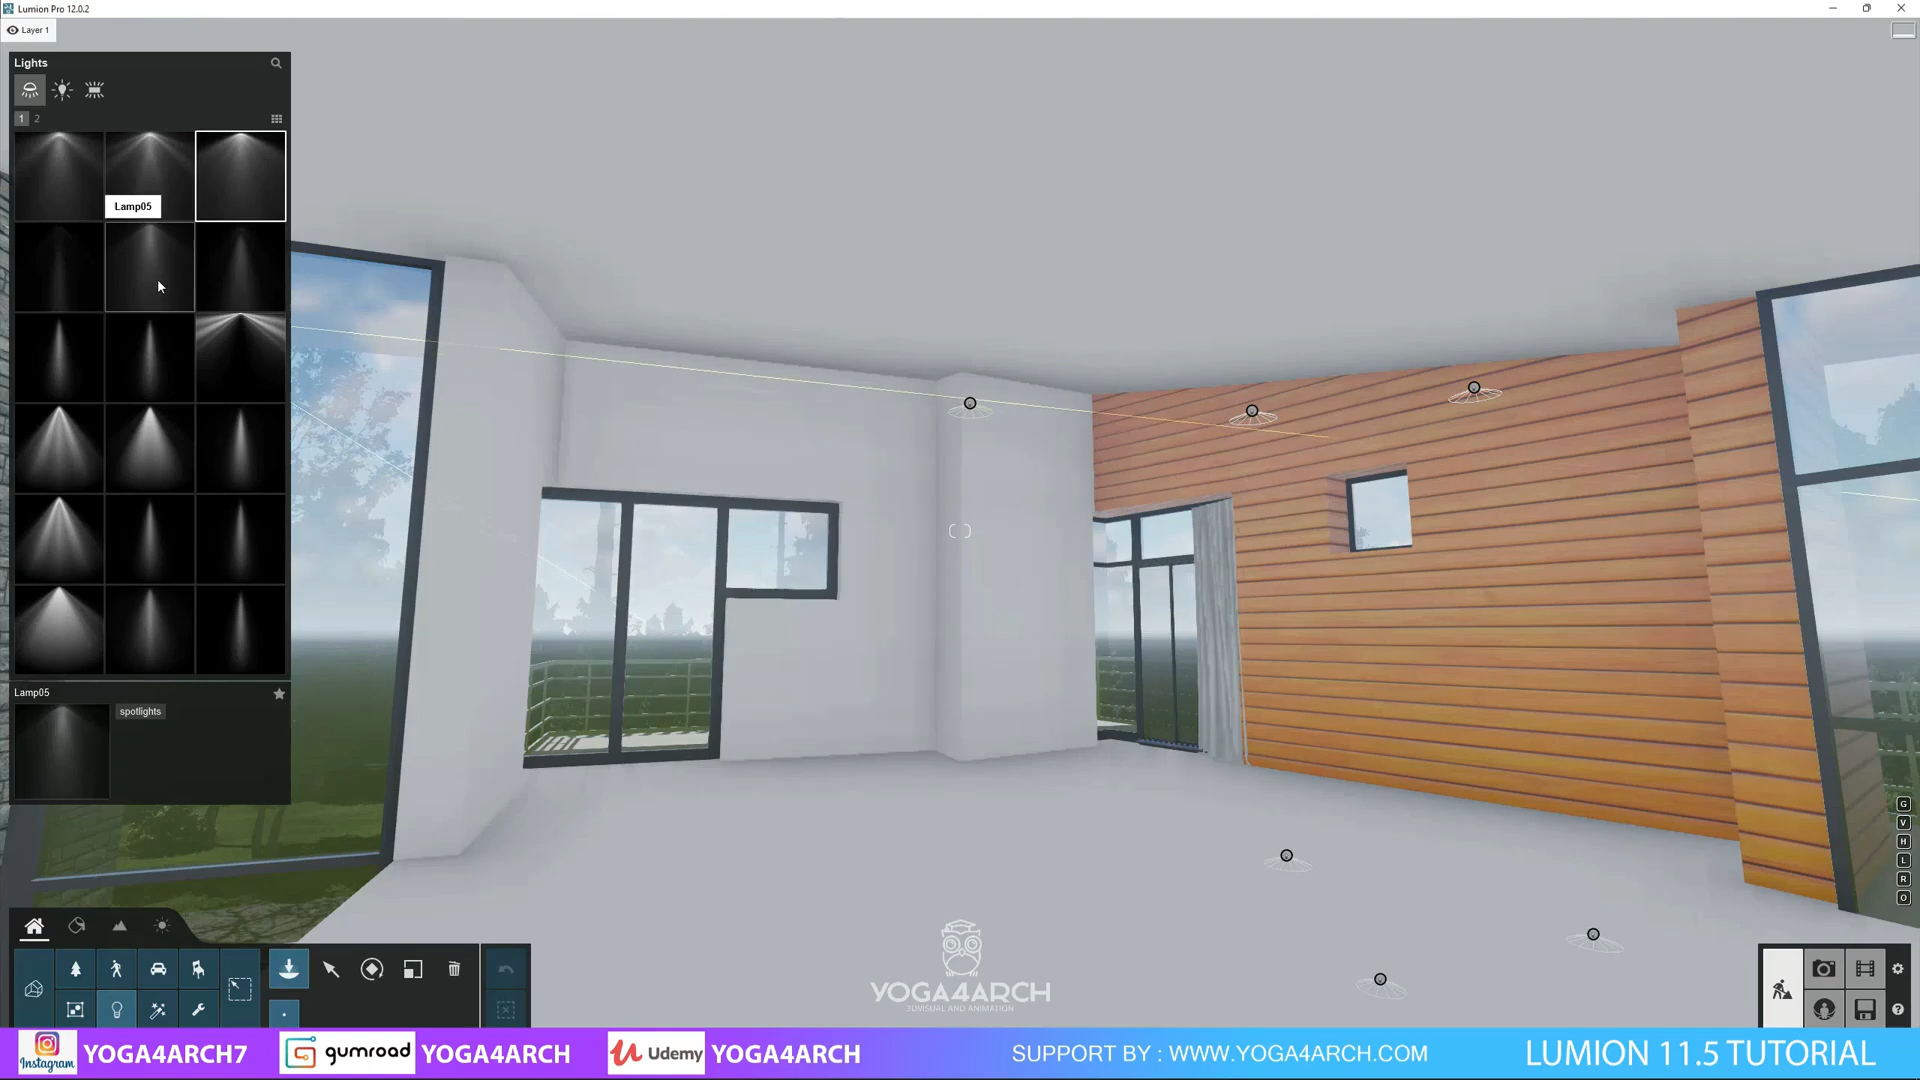 Lumion Pro 12.0.2
Layer 1
Lights
1 2
Lamp05
Lamp05
spotlights
G
V
H
L
R
O
YOGA4ARCH
3DVISUAL AND ANIMATION
Instagram
YOGA4ARCH7
gumroad
YOGA4ARCH
Udemy
YOGA4ARCH
SUPPORT BY : WWW.YOGA4ARCH.COM
LUMION 11.5 TUTORIAL